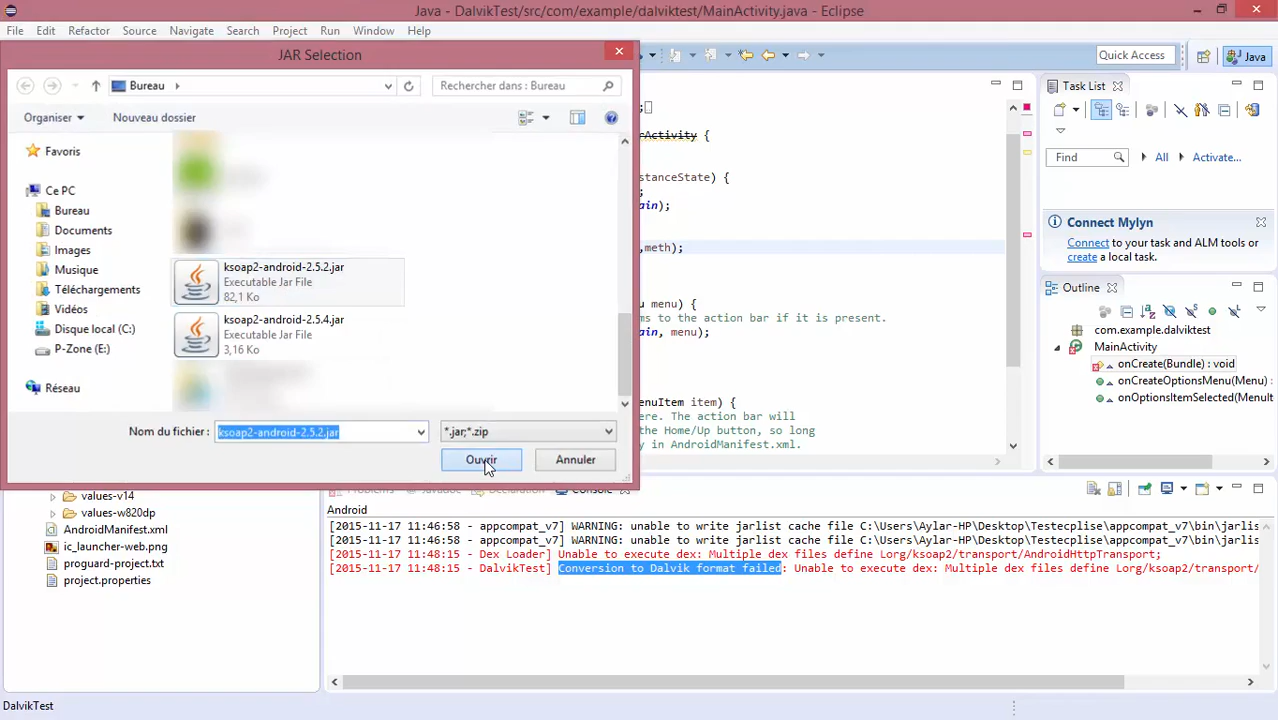 Java - DalvikTest/src/com/example/dalviktest/MainActivity.java - Eclipse
File Edit Refactor Source Navigate Search Project Run Window Help
JAR Selection
Quick Access
Java
Bureau
Rechercher dans : Bureau
Organiser
Nouveau dossier
Favoris
Ce PC
Bureau
Documents
Images
Musique
Téléchargements
Vidéos
Disque local (C:)
P-Zone (E:)
Réseau
ksoap2-android-2.5.2.jar
Executable Jar File
82,1 Ko
ksoap2-android-2.5.4.jar
Executable Jar File
3,16 Ko
Nom du fichier :
ksoap2-android-2.5.2.jar
*.jar;*.zip
Ouvrir
Annuler
;
rActivity {
stanceState) {
;
ain);
,meth);
u menu) {
ms to the action bar if it is present.
ain, menu);
enuItem item) {
ere. The action bar will
the Home/Up button, so long
y in AndroidManifest.xml.
Task List
Find
All
Activate...
Connect Mylyn
Connect to your task and ALM tools or
create a local task.
Outline
com.example.dalviktest
MainActivity
onCreate(Bundle) : void
onCreateOptionsMenu(Menu) :
onOptionsItemSelected(MenuIt
values-v14
values-w820dp
AndroidManifest.xml
ic_launcher-web.png
proguard-project.txt
project.properties
Problems Javadoc Declaration Console
Android
[2015-11-17 11:46:58 - appcompat_v7] WARNING: unable to write jarlist cache file C:\Users\Aylar-HP\Desktop\Testecplise\appcompat_v7\bin\jarlis
[2015-11-17 11:46:58 - appcompat_v7] WARNING: unable to write jarlist cache file C:\Users\Aylar-HP\Desktop\Testecplise\appcompat_v7\bin\jarlis
[2015-11-17 11:48:15 - Dex Loader] Unable to execute dex: Multiple dex files define Lorg/ksoap2/transport/AndroidHttpTransport;
[2015-11-17 11:48:15 - DalvikTest] Conversion to Dalvik format failed: Unable to execute dex: Multiple dex files define Lorg/ksoap2/transport/
DalvikTest